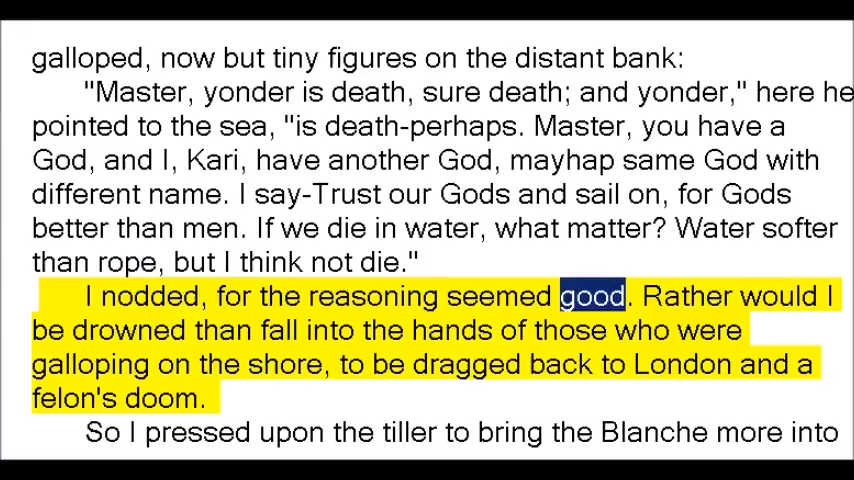 galloped, now but tiny figures on the distant bank:
"Master, yonder is death, sure death; and yonder," here he
pointed to the sea, "is death-perhaps. Master, you have a
God, and I, Kari, have another God, mayhap same God with
different name. I say-Trust our Gods and sail on, for Gods
better than men. If we die in water, what matter? Water softer
than rope, but I think not die."
I nodded, for the reasoning seemed good. Rather would I
be drowned than fall into the hands of those who were
galloping on the shore, to be dragged back to London and a
felon's doom.
So I pressed upon the tiller to bring the Blanche more into